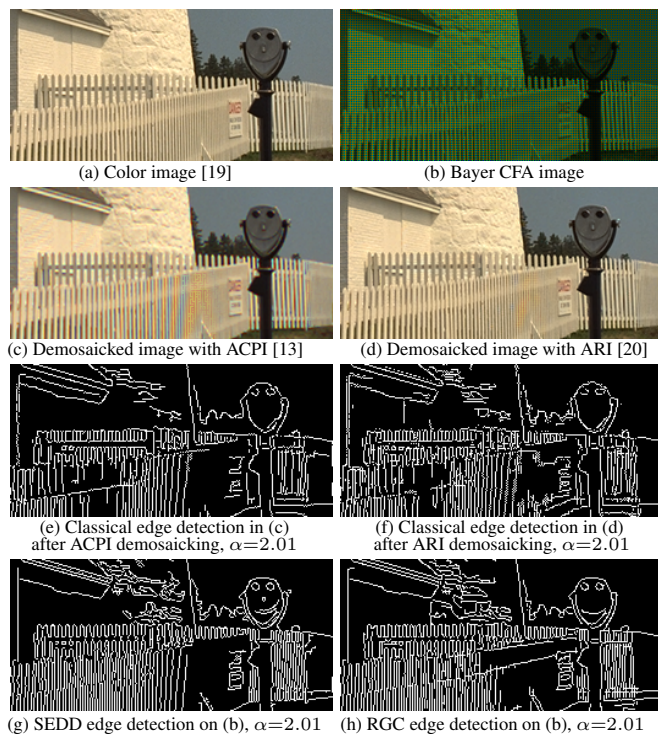 DANGER
(a) Color image [19]
(b) Bayer CFA image
(c) Demosaicked image with ACPI [13]
(d) Demosaicked image with ARI [20]
(e) Classical edge detection in (c)
after ACPI demosaicking, α=2.01
(f) Classical edge detection in (d)
after ARI demosaicking, α=2.01
(g) SEDD edge detection on (b), α=2.01
(h) RGC edge detection on (b), α=2.01